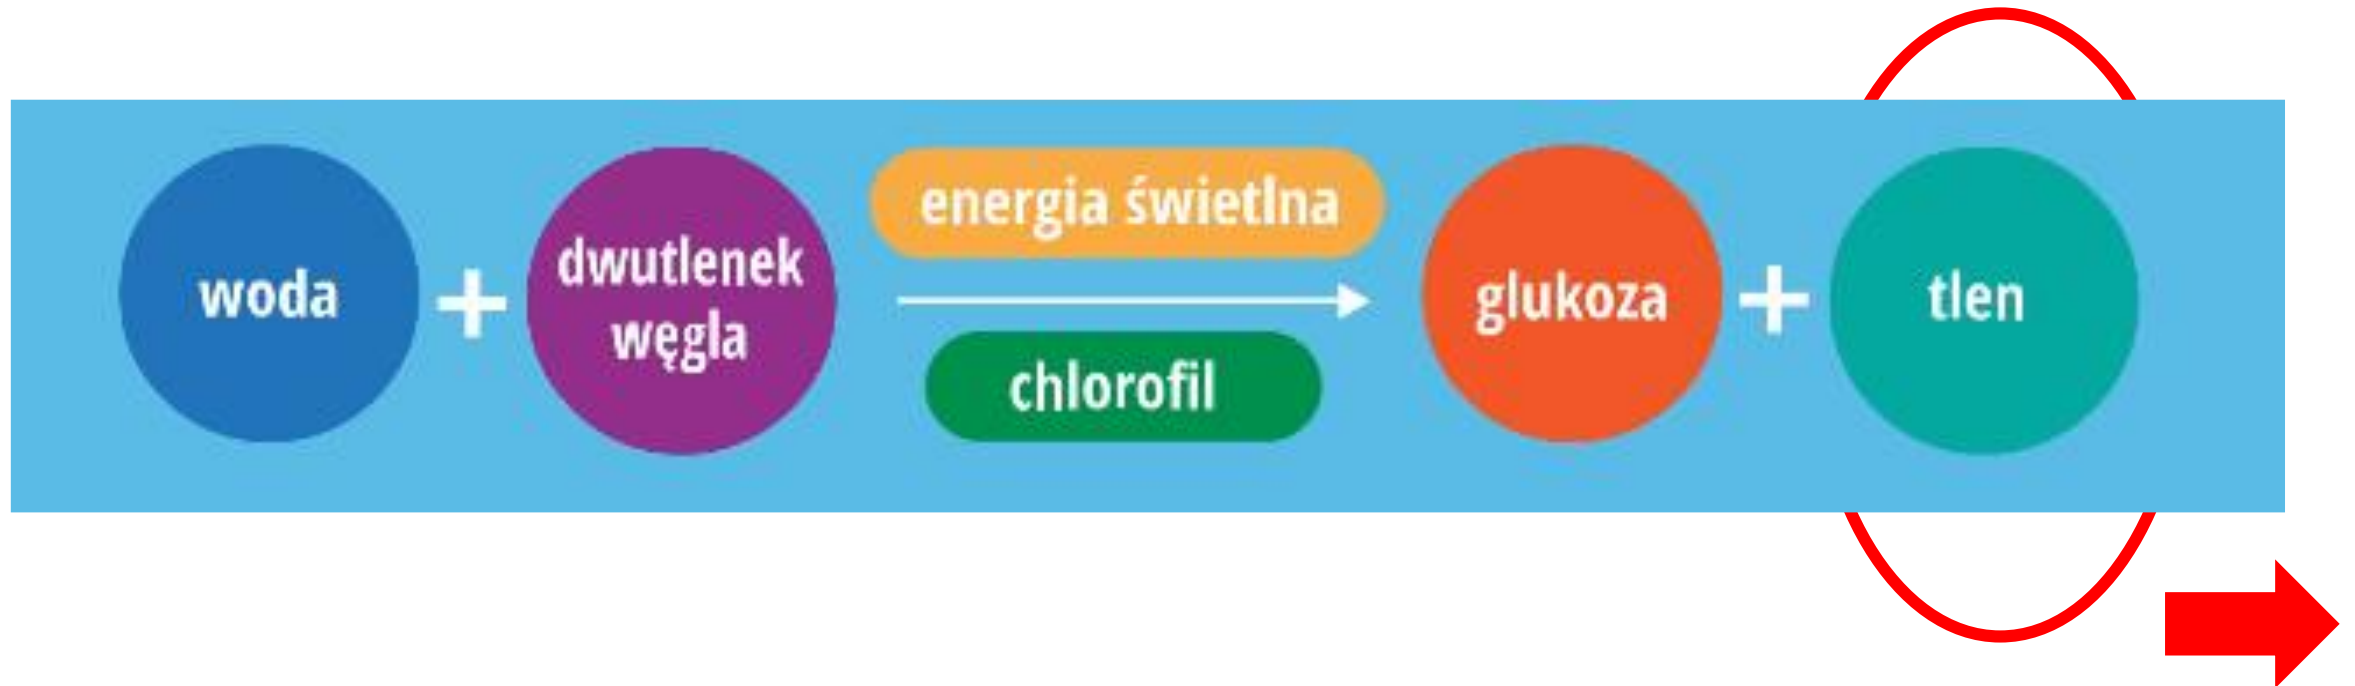 woda
+
dwutlenek
węgla
energia świetlna
chlorofil
glukoza
+
tlen